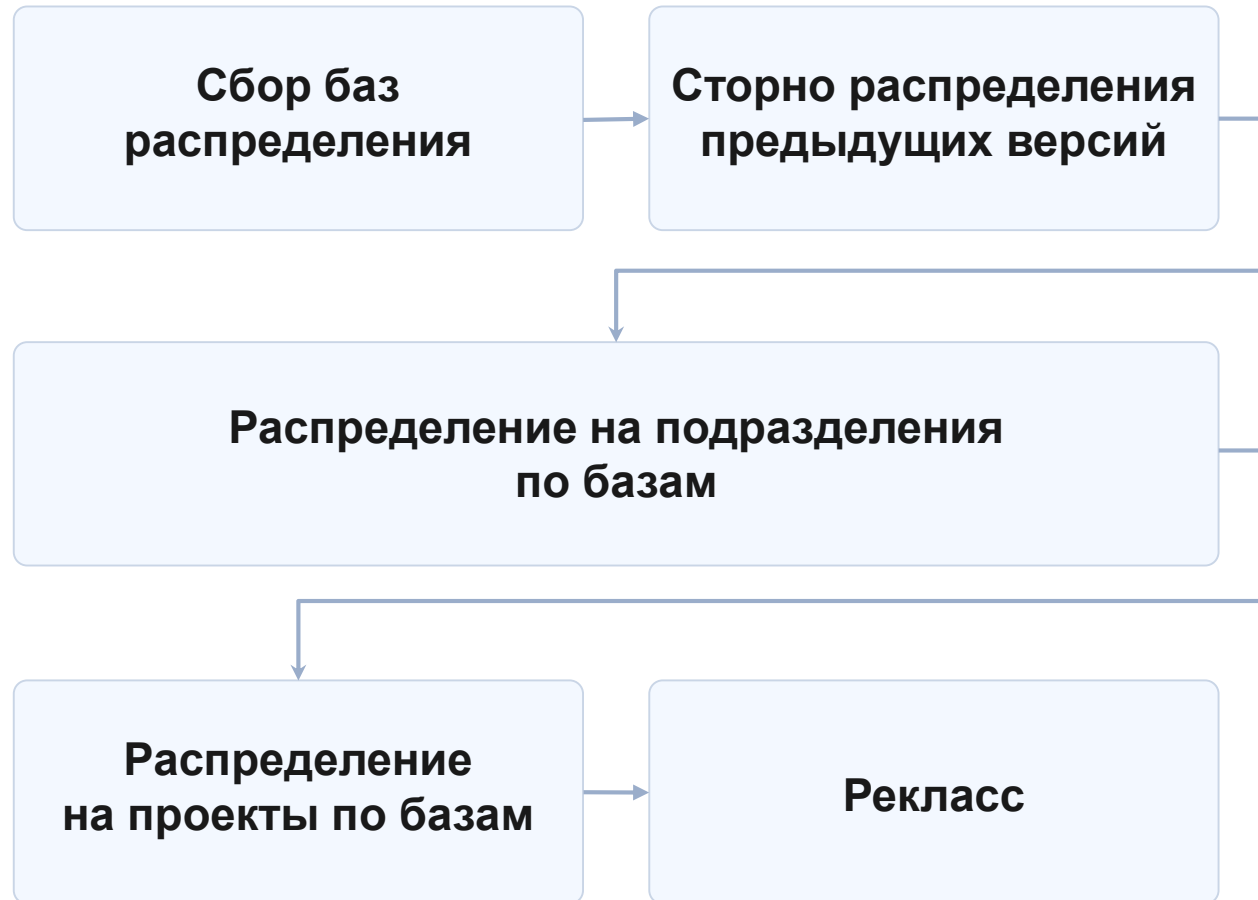 Сбор баз
распределения
Сторно распределения
предыдущих версий
Распределение на подразделения
по базам
Распределение
на проекты по базам
Рекласс